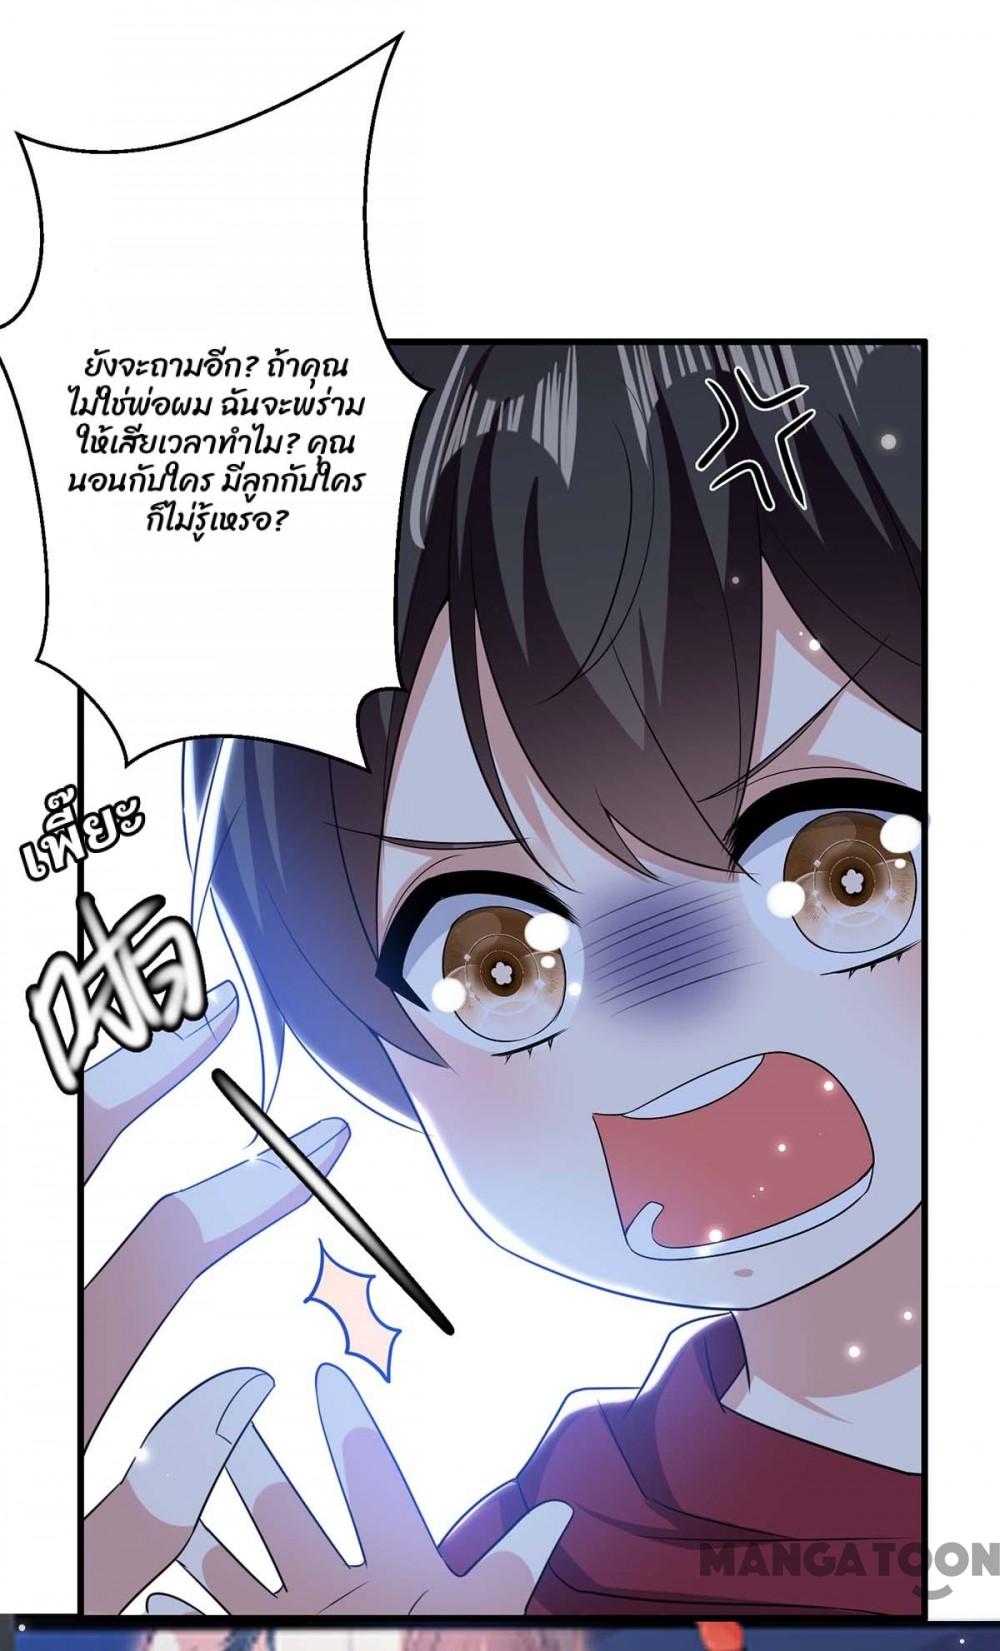 ยังจะถามอีก? ถ้าคุณ
ไม่ใช่พ่อผม ฉันจะพร่าม
ให้เสียเวลาทำไม? คุณ
นอนกับใคร มีลูกกับใคร
ก็ไม่รู้เหรอ?
เพี๊ยะ
MANGATOON